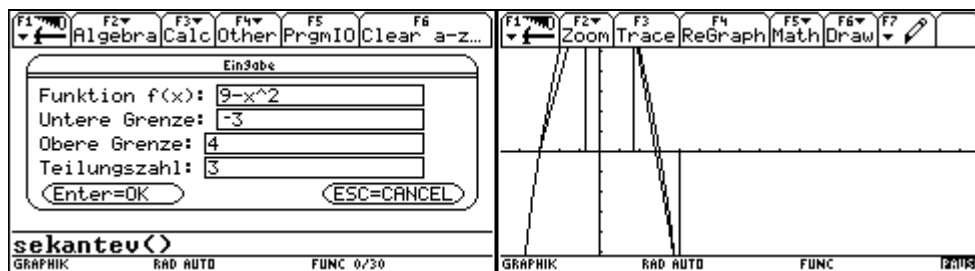 F1 F2 F3 F4 F5 F6
Algebra Calc Other PrgmIO Clear a-z…
Eingabe
Funktion f(x): 9-x^2
Untere Grenze: -3
Obere Grenze: 4
Teilungszahl: 3
Enter=OK ESC=CANCEL
sekantev()
GRAPHIK RAD AUTO FUNC 0/30
F1 F2 F3 F4 F5 F6 F7
Zoom Trace ReGraph Math Draw
GRAPHIK RAD AUTO FUNC PAUS